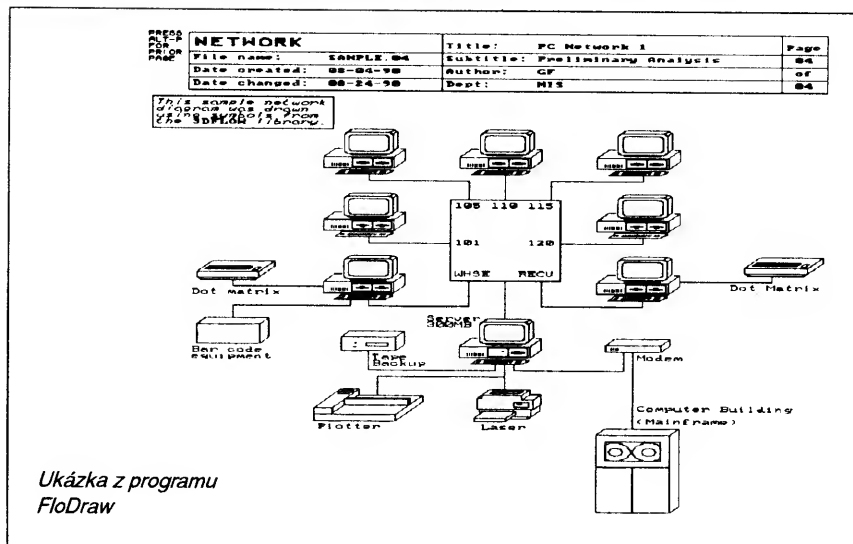 PRESS
ALT-P
FOR
PRIOR
PAGE
NETWORK
Title: PC Network 1
Page
File name: SAMPLE.04
Subtitle: Preliminary Analysis
04
Date created: 08-04-90
Author: GF
of
Date changed: 08-24-90
Dept: MIS
04
This sample network
diagram was drawn
using symbols from
the SDFLOW library.
105 110 115
101 120
WHSE RECV
Dot matrix
Dot Matrix
Server
300MB
Bar code
equipment
Tape
Backup
Modem
Plotter
Laser
Computer Building
(Mainframe)
Ukázka z programu
FloDraw